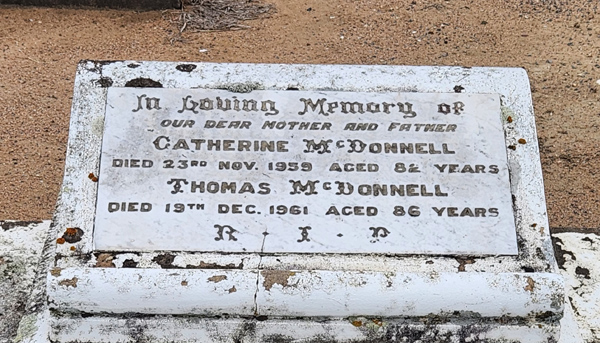 In Loving Memory of
OUR DEAR MOTHER AND FATHER
CATHERINE McDONNELL
DIED 23RD NOV. 1959 AGED 82 YEARS
THOMAS McDONNELL
DIED 19TH DEC. 1961 AGED 86 YEARS
R · I · P